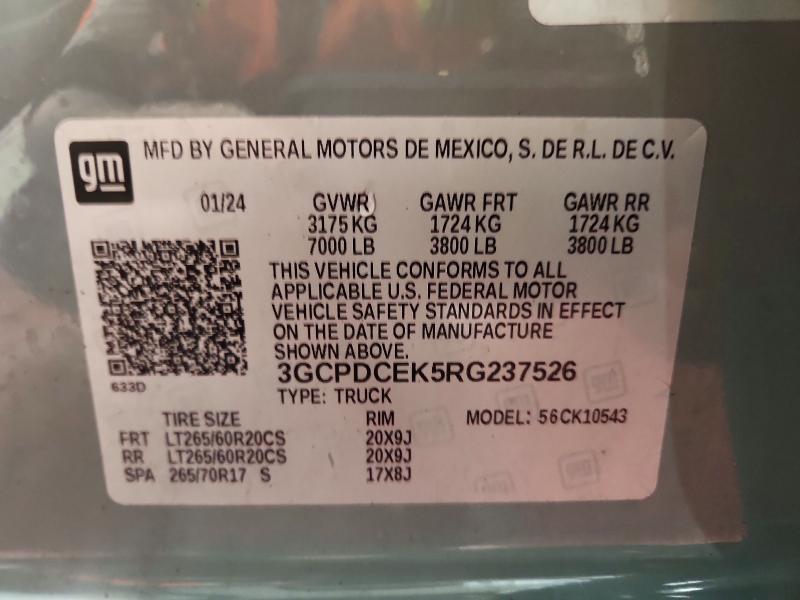 gm
MFD BY GENERAL MOTORS DE MEXICO, S. DE R.L. DE C.V.
01/24 GVWR GAWR FRT GAWR RR
3175 KG 1724 KG 1724 KG
7000 LB 3800 LB 3800 LB
THIS VEHICLE CONFORMS TO ALL
APPLICABLE U.S. FEDERAL MOTOR
VEHICLE SAFETY STANDARDS IN EFFECT
ON THE DATE OF MANUFACTURE
SHOWN ABOVE.
633D
3GCPDCEK5RG237526
TYPE: TRUCK
TIRE SIZE RIM MODEL: 56CK10543
FRT LT265/60R20CS 20X9J
RR LT265/60R20CS 20X9J
SPA 265/70R17 S 17X8J